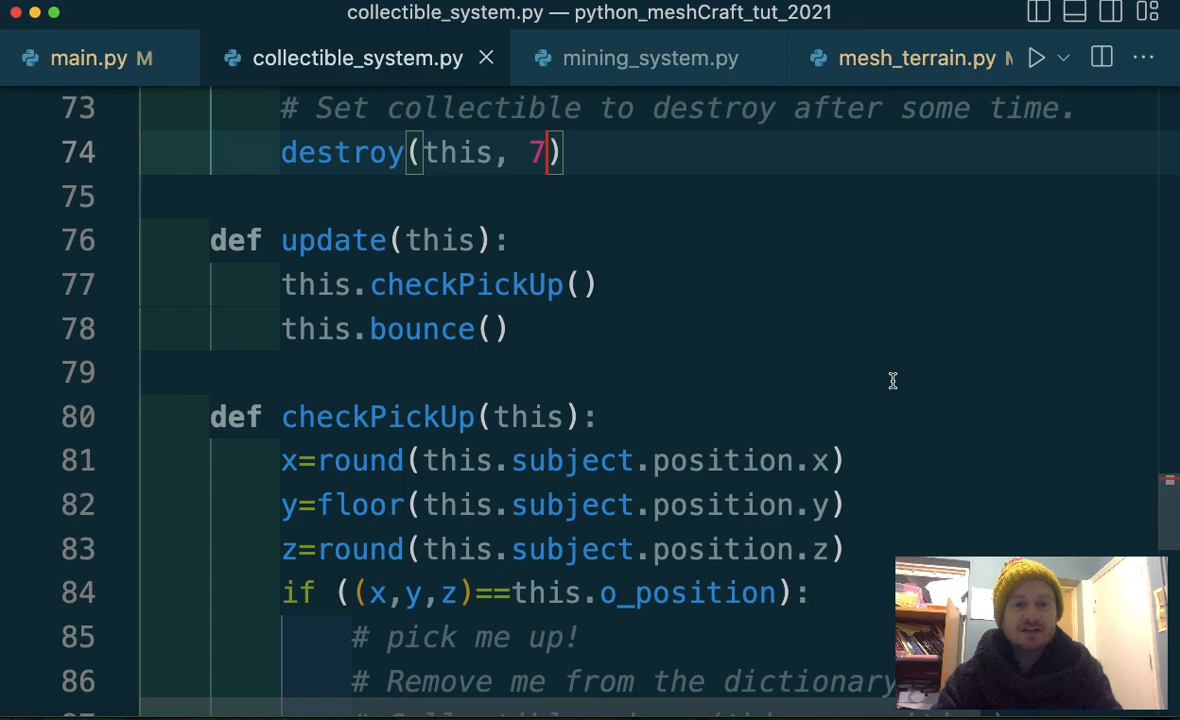 collectible_system.py — python_meshCraft_tut_2021
main.py M
collectible_system.py
mining_system.py
mesh_terrain.py
73 # Set collectible to destroy after some time.
74 destroy(this, 7)
75
76 def update(this):
77 this.checkPickUp()
78 this.bounce()
79
80 def checkPickUp(this):
81 x=round(this.subject.position.x)
82 y=floor(this.subject.position.y)
83 z=round(this.subject.position.z)
84 if ((x,y,z)==this.o_position):
85 # pick me up!
86 # Remove me from the dictionary